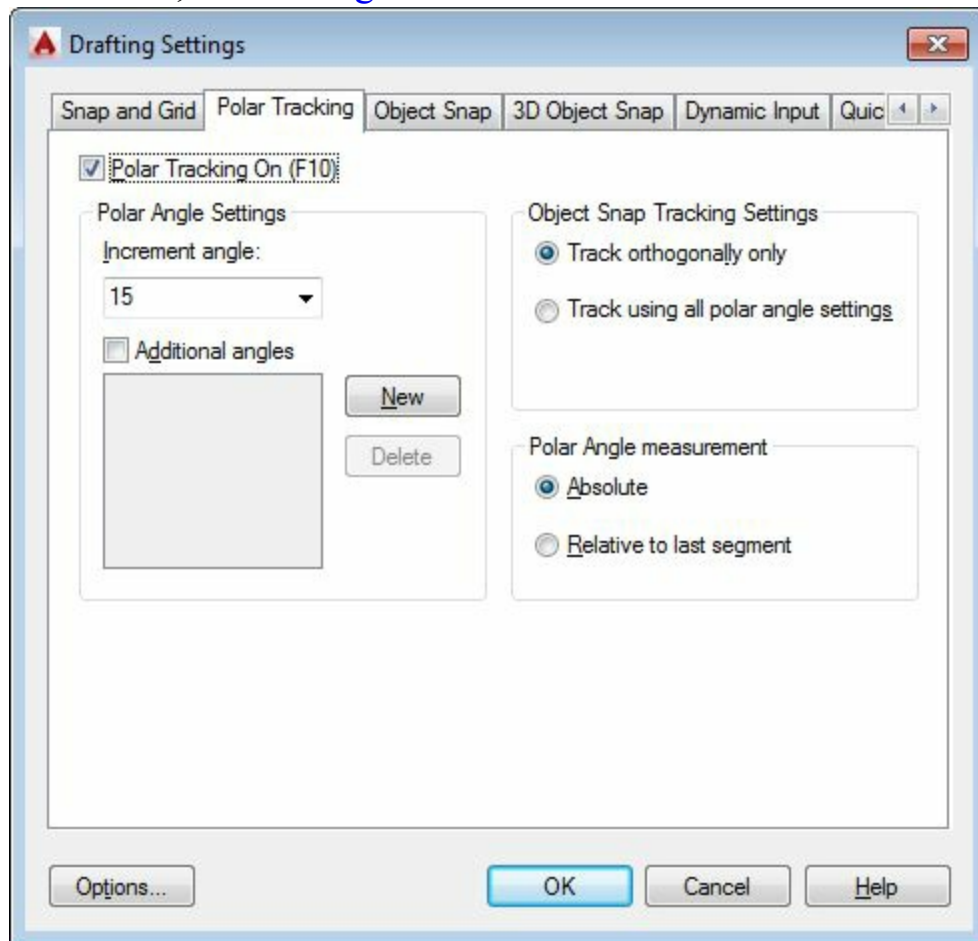 Drafting Settings
Snap and Grid Polar Tracking Object Snap 3D Object Snap Dynamic Input Quic
Polar Tracking On (F10)
Polar Angle Settings
Increment angle:
15
Additional angles
New
Delete
Object Snap Tracking Settings
Track orthogonally only
Track using all polar angle settings
Polar Angle measurement
Absolute
Relative to last segment
Options... OK Cancel Help